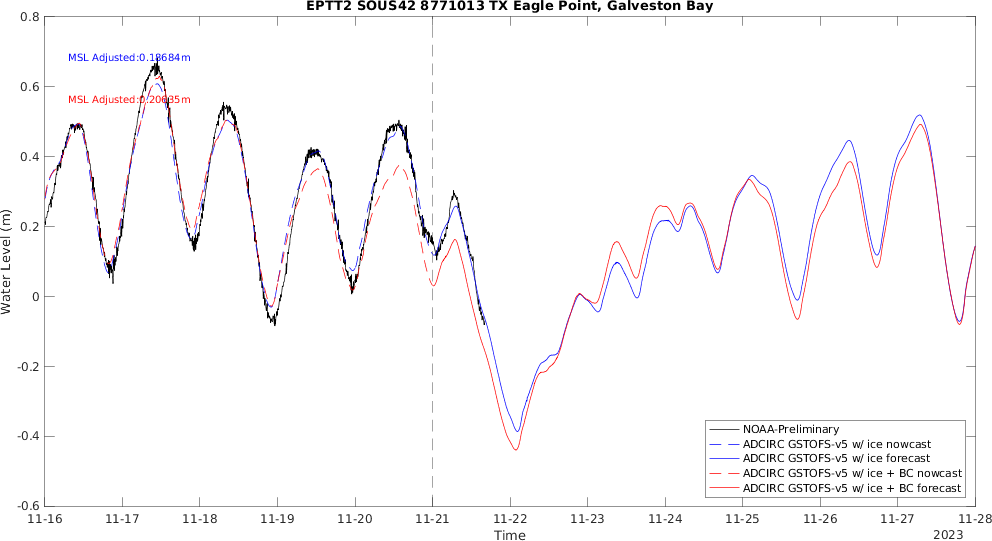 EPTT2 SOUS42 8771013 TX Eagle Point, Galveston Bay
0.8
0.6
0.4
0.2
0
-0.2
-0.4
-0.6
Water Level (m)
MSL Adjusted:0.18684m
MSL Adjusted:0.20635m
NOAA-Preliminary
ADCIRC GSTOFS-v5 w/ ice nowcast
ADCIRC GSTOFS-v5 w/ ice forecast
ADCIRC GSTOFS-v5 w/ ice + BC nowcast
ADCIRC GSTOFS-v5 w/ ice + BC forecast
11-16 11-17 11-18 11-19 11-20 11-21 11-22 11-23 11-24 11-25 11-26 11-27 11-28
Time
2023